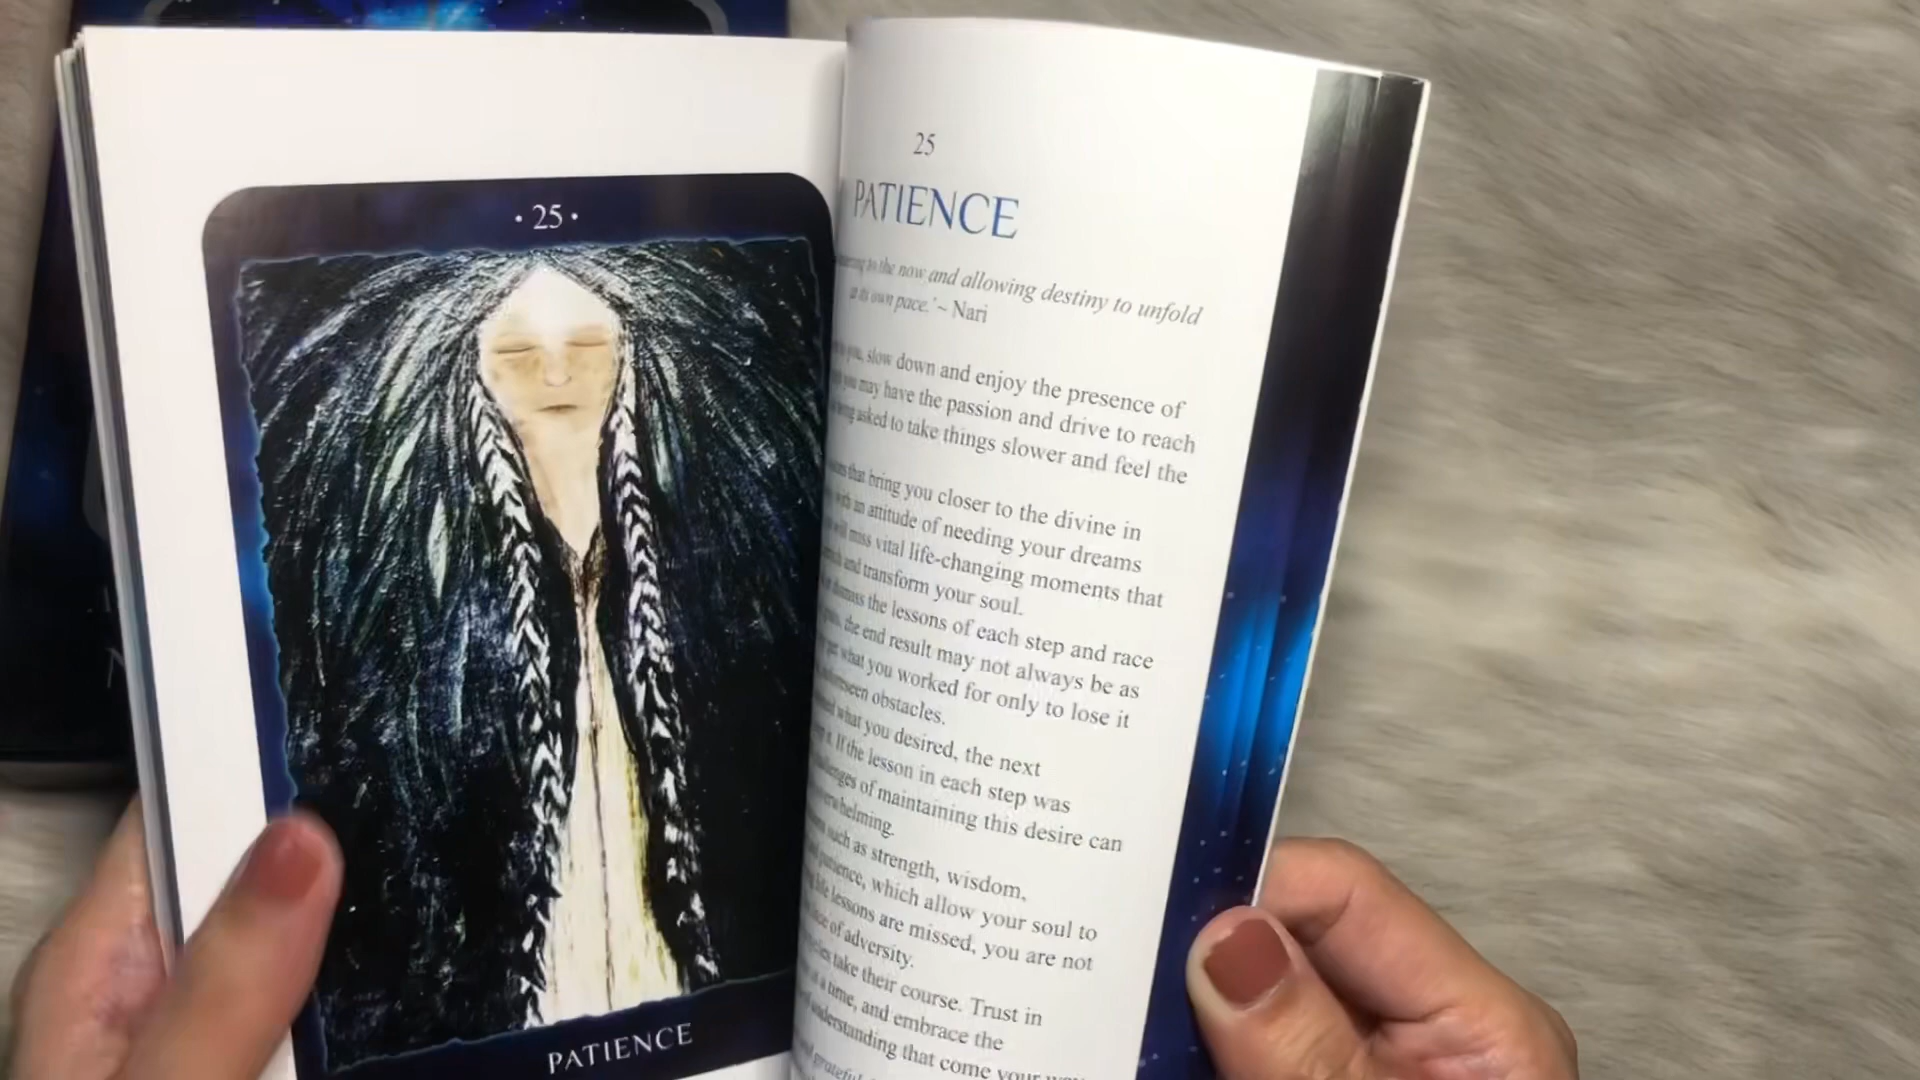 · 25 ·
PATIENCE
25
PATIENCE
to the now and allowing destiny to unfold
at its own pace.' ~ Nari
you, slow down and enjoy the presence of
you may have the passion and drive to reach
being asked to take things slower and feel the
that bring you closer to the divine in
with an attitude of needing your dreams
will miss vital life-changing moments that
and transform your soul.
dismiss the lessons of each step and race
the end result may not always be as
get what you worked for only to lose it
unforeseen obstacles.
what you desired, the next
it. If the lesson in each step was
challenges of maintaining this desire can
overwhelming.
such as strength, wisdom,
patience, which allow your soul to
life lessons are missed, you are not
face of adversity.
take their course. Trust in
at a time, and embrace the
understanding that come your way
grateful